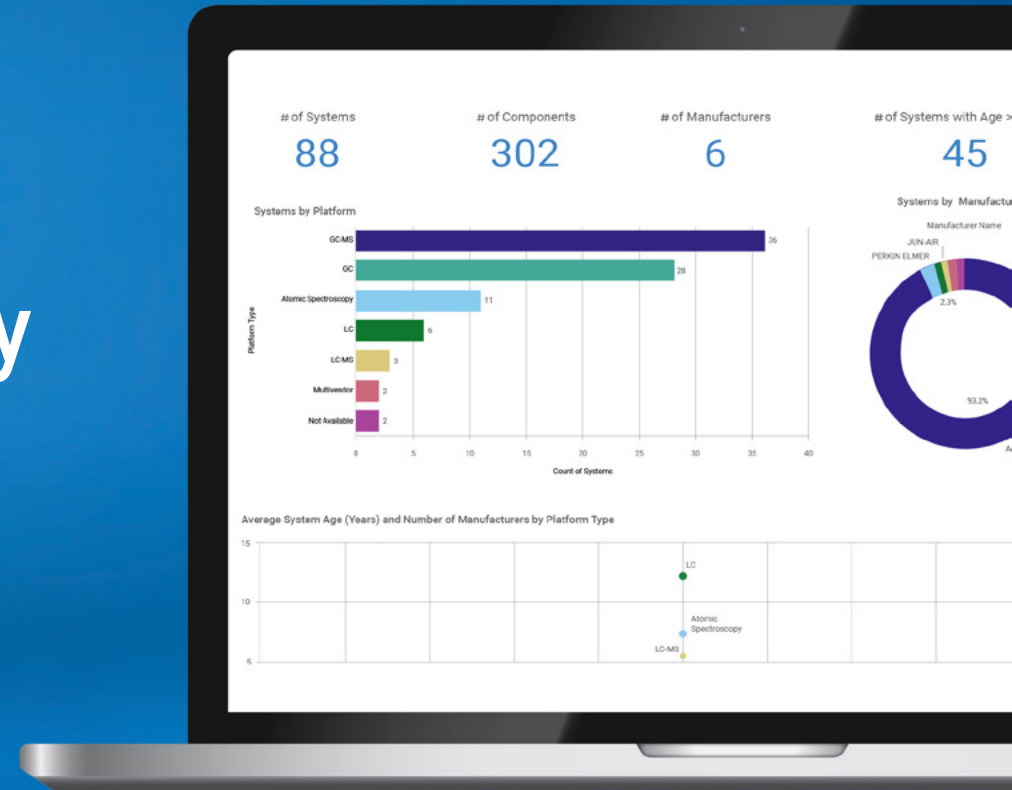 y
# of Systems
88
# of Components
302
# of Manufacturers
6
# of Systems with Age >
45
Systems by Platform
Platform Type
GC-MS
36
GC
28
Atomic Spectroscopy
11
LC
6
LC-MS
3
Multivendor
2
Not Available
2
0 5 10 15 20 25 30 35 40
Count of Systems
Systems by Manufactu
Manufacturer Name
JUN-AIR
PERKIN ELMER
2.3%
93.2%
Average System Age (Years) and Number of Manufacturers by Platform Type
15
10
5
LC
Atomic
Spectroscopy
LC-MS